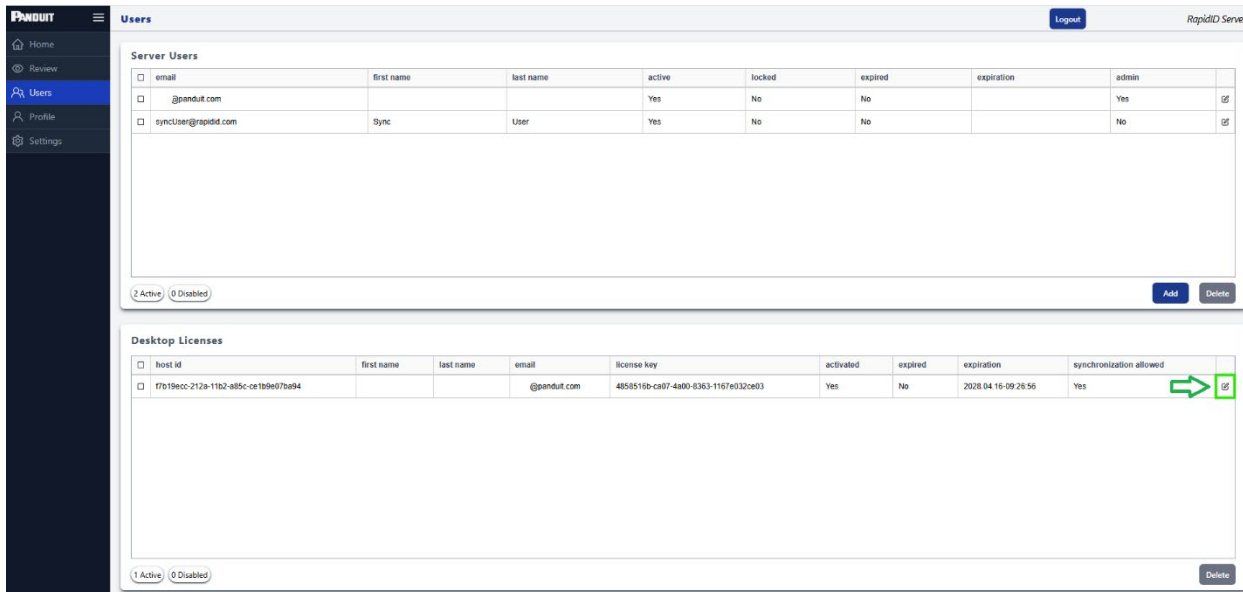 PANDUIT
Users
Logout
RapidID Serve
Home
Review
Users
Profile
Settings
Server Users
email first name last name active locked expired expiration admin
@panduit.com Yes No No Yes
syncUser@rapidid.com Sync User Yes No No No
2 Active 0 Disabled
Add Delete
Desktop Licenses
host id first name last name email license key activated expired expiration synchronization allowed
f7b19ecc-212a-11b2-a85c-ce1b9e07ba94 @panduit.com 4858516b-ca07-4a00-8363-1167e032ce03 Yes No 2028.04.16-09:26:56 Yes
1 Active 0 Disabled
Delete